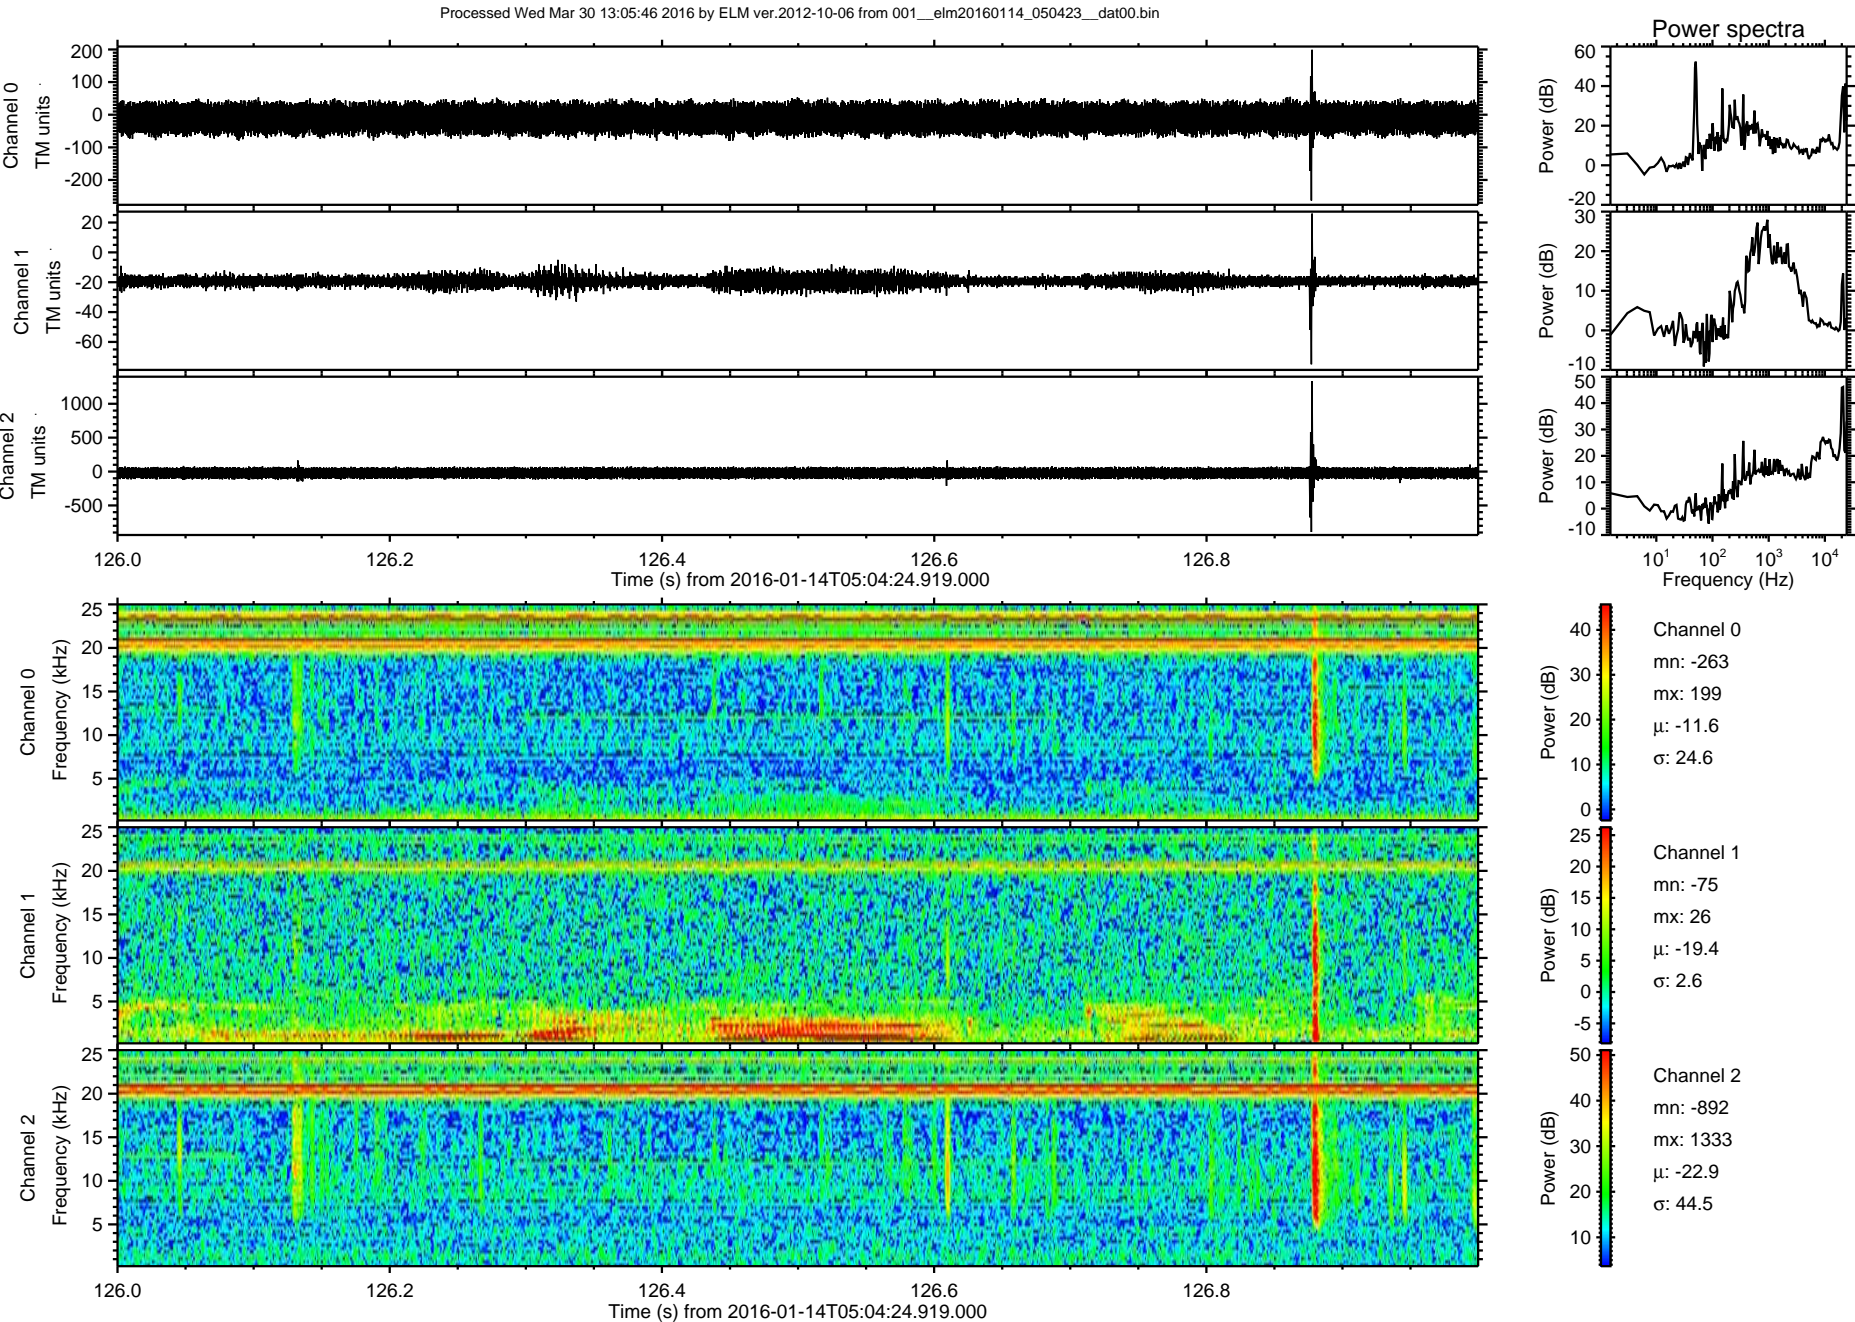 Processed Wed Mar 30 13:05:46 2016 by ELM ver.2012-10-06 from 001__elm20160114_050423__dat00.bin
Power spectra
Channel 0
TM units
200
100
0
-100
-200
Power (dB)
60
40
20
0
-20
Channel 1
TM units
20
0
-20
-40
-60
Power (dB)
30
20
10
0
-10
Channel 2
TM units
1000
500
0
-500
Power (dB)
50
40
30
20
10
0
-10
126.0 126.2 126.4 126.6 126.8
Time (s) from 2016-01-14T05:04:24.919.000
10¹ 10² 10³ 10⁴
Frequency (Hz)
Channel 0
Frequency (kHz)
25
20
15
10
5
Power (dB)
40
30
20
10
0
Channel 0
mn: -263
mx: 199
μ: -11.6
σ: 24.6
Channel 1
Frequency (kHz)
25
20
15
10
5
Power (dB)
25
20
15
10
5
0
-5
Channel 1
mn: -75
mx: 26
μ: -19.4
σ: 2.6
Channel 2
Frequency (kHz)
25
20
15
10
5
Power (dB)
50
40
30
20
10
Channel 2
mn: -892
mx: 1333
μ: -22.9
σ: 44.5
126.0 126.2 126.4 126.6 126.8
Time (s) from 2016-01-14T05:04:24.919.000